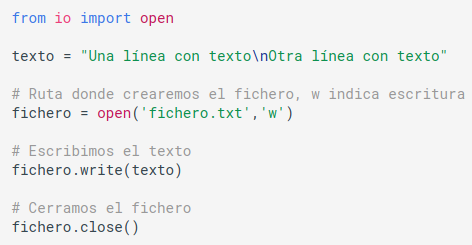 from io import open
texto = "Una línea con texto\nOtra línea con texto"
# Ruta donde crearemos el fichero, w indica escritura
fichero = open('fichero.txt','w')
# Escribimos el texto
fichero.write(texto)
# Cerramos el fichero
fichero.close()